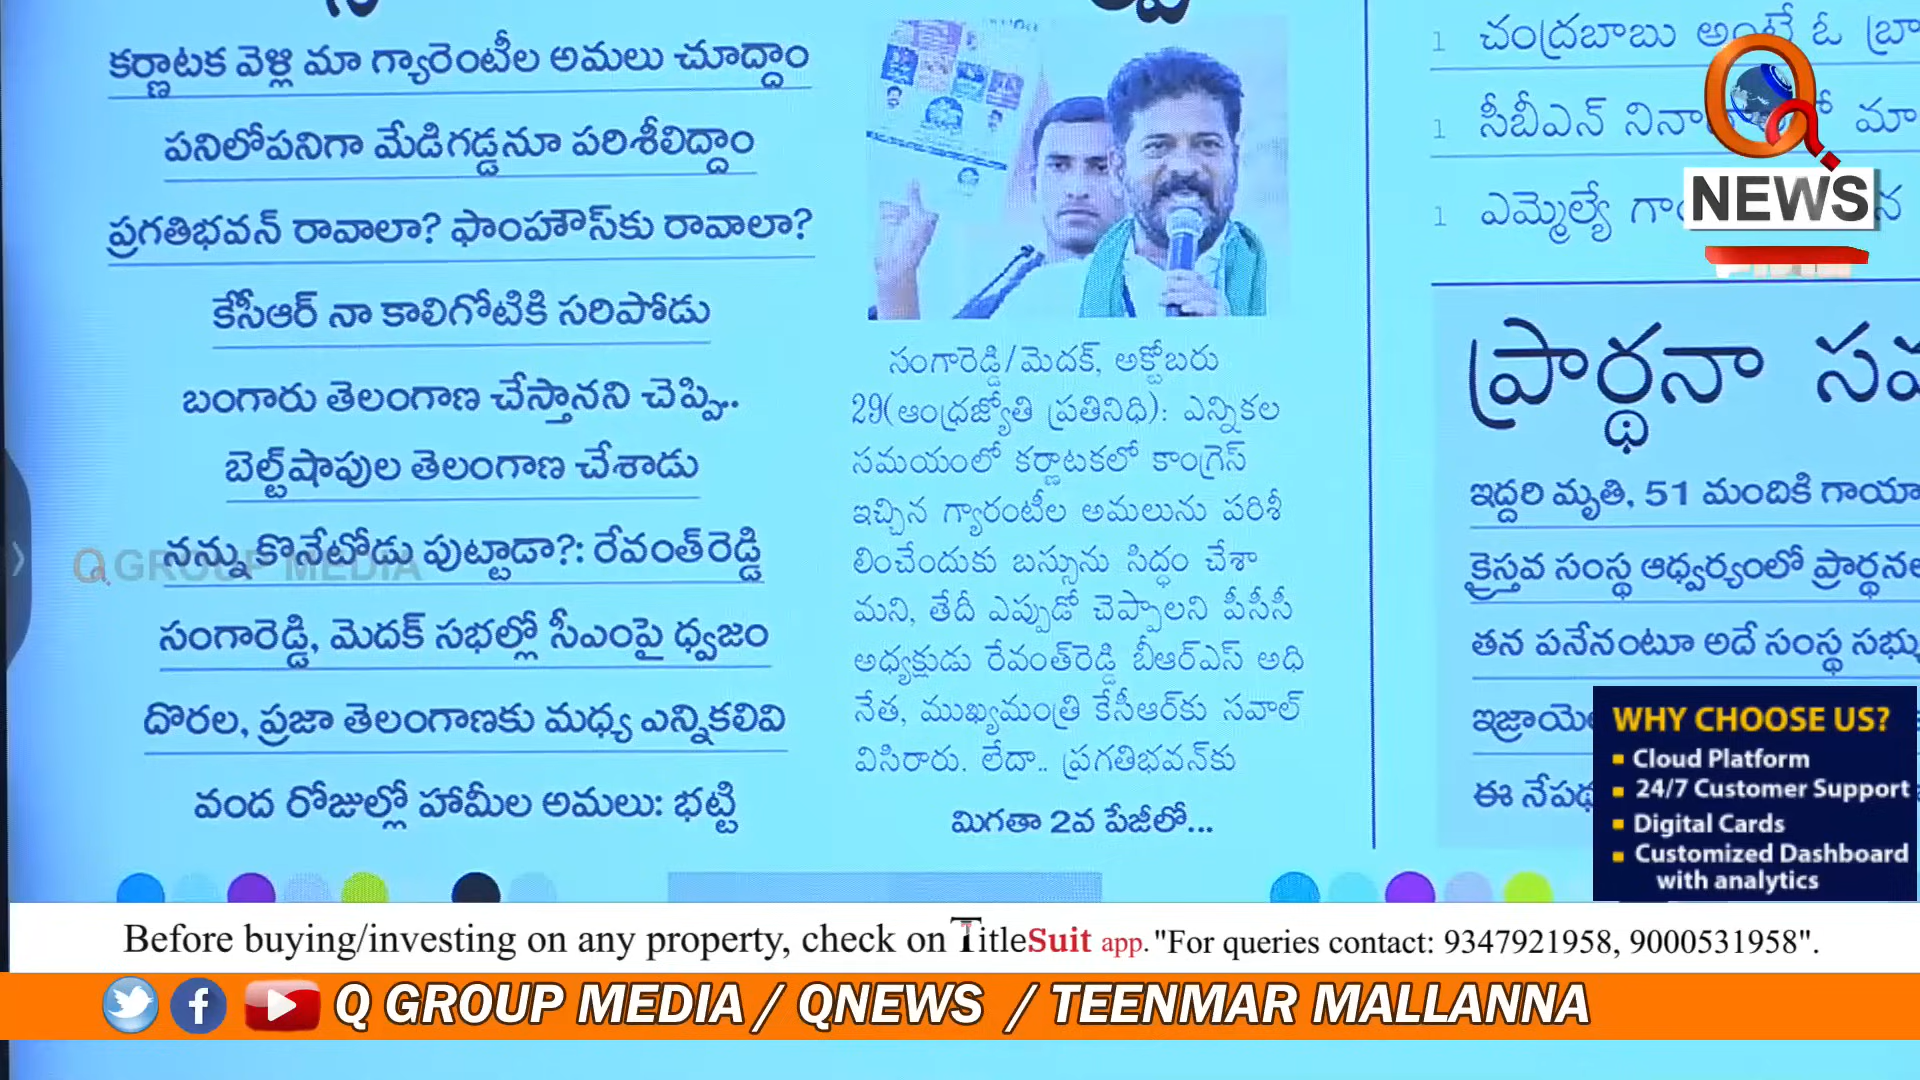 కర్ణాటక వెళ్లి మా గ్యారెంటీల అమలు చూద్దాం
పనిలోపనిగా మేడిగడ్డనూ పరిశీలిద్దాం
ప్రగతిభవన్ రావాలా? ఫాంహౌస్‌కు రావాలా?
కేసీఆర్ నా కాలిగోటికి సరిపోడు
బంగారు తెలంగాణ చేస్తానని చెప్పి..
బెల్ట్‌షాపుల తెలంగాణ చేశాడు
నన్ను కొనేటోడు పుట్టాడా?: రేవంత్‌రెడ్డి
Q GROUP MEDIA
సంగారెడ్డి, మెదక్ సభల్లో సీఎంపై ధ్వజం
దొరల, ప్రజా తెలంగాణకు మధ్య ఎన్నికలివి
వంద రోజుల్లో హామీల అమలు: భట్టి
సంగారెడ్డి/మెదక్, అక్టోబరు
29(ఆంధ్రజ్యోతి ప్రతినిధి): ఎన్నికల
సమయంలో కర్ణాటకలో కాంగ్రెస్
ఇచ్చిన గ్యారంటీల అమలును పరిశీ
లించేందుకు బస్సును సిద్ధం చేశా
మని, తేదీ ఎప్పుడో చెప్పాలని పీసీసీ
అధ్యక్షుడు రేవంత్‌రెడ్డి బీఆర్ఎస్ అధి
నేత, ముఖ్యమంత్రి కేసీఆర్‌కు సవాల్
విసిరారు. లేదా.. ప్రగతిభవన్‌కు
మిగతా 2వ పేజీలో...
1 చంద్రబాబు అంటే ఓ
1 సీబీఎన్ మా
1 ఎమ్మెల్యే
Q
NEWS
ప్రార్థనా
ఇద్దరి మృతి, 51 మందికి
క్రైస్తవ సంస్థ ఆధ్వర్యంలో
తన పనేనంటూ అదే సంస్థ
ఈ
WHY CHOOSE US?
Cloud Platform
24/7 Customer Support
Digital Cards
Customized Dashboard
with analytics
Before buying/investing on any property, check on TitleSuit app. "For queries contact: 9347921958, 9000531958".
Q GROUP MEDIA / QNEWS / TEENMAR MALLANNA